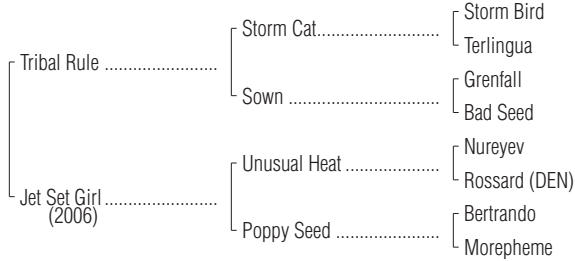 Storm Bird
Storm Cat........................................
Terlingua
Tribal Rule ........................
Grenfall
Sown ................................................
Bad Seed
Nureyev
Unusual Heat ..............................
Rossard (DEN)
Jet Set Girl ........................
(2006)
Bertrando
Poppy Seed .................................
Morepheme